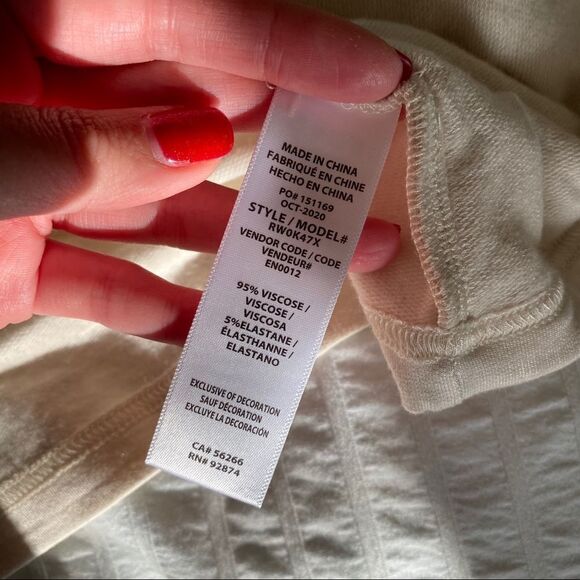 MADE IN CHINA
FABRIQUÉ EN CHINE
HECHO EN CHINA
PO# 151169
OCT-2020
STYLE / MODEL#
RW0K47X
VENDOR CODE / CODE
VENDEUR#
EN0012
95% VISCOSE /
VISCOSE /
VISCOSA
5%ELASTANE /
ÉLASTHANNE /
ELASTANO
EXCLUSIVE OF DECORATION
SAUF DÉCORATION
EXCLUYE LA DECORACIÓN
CA# 56266
RN# 92874